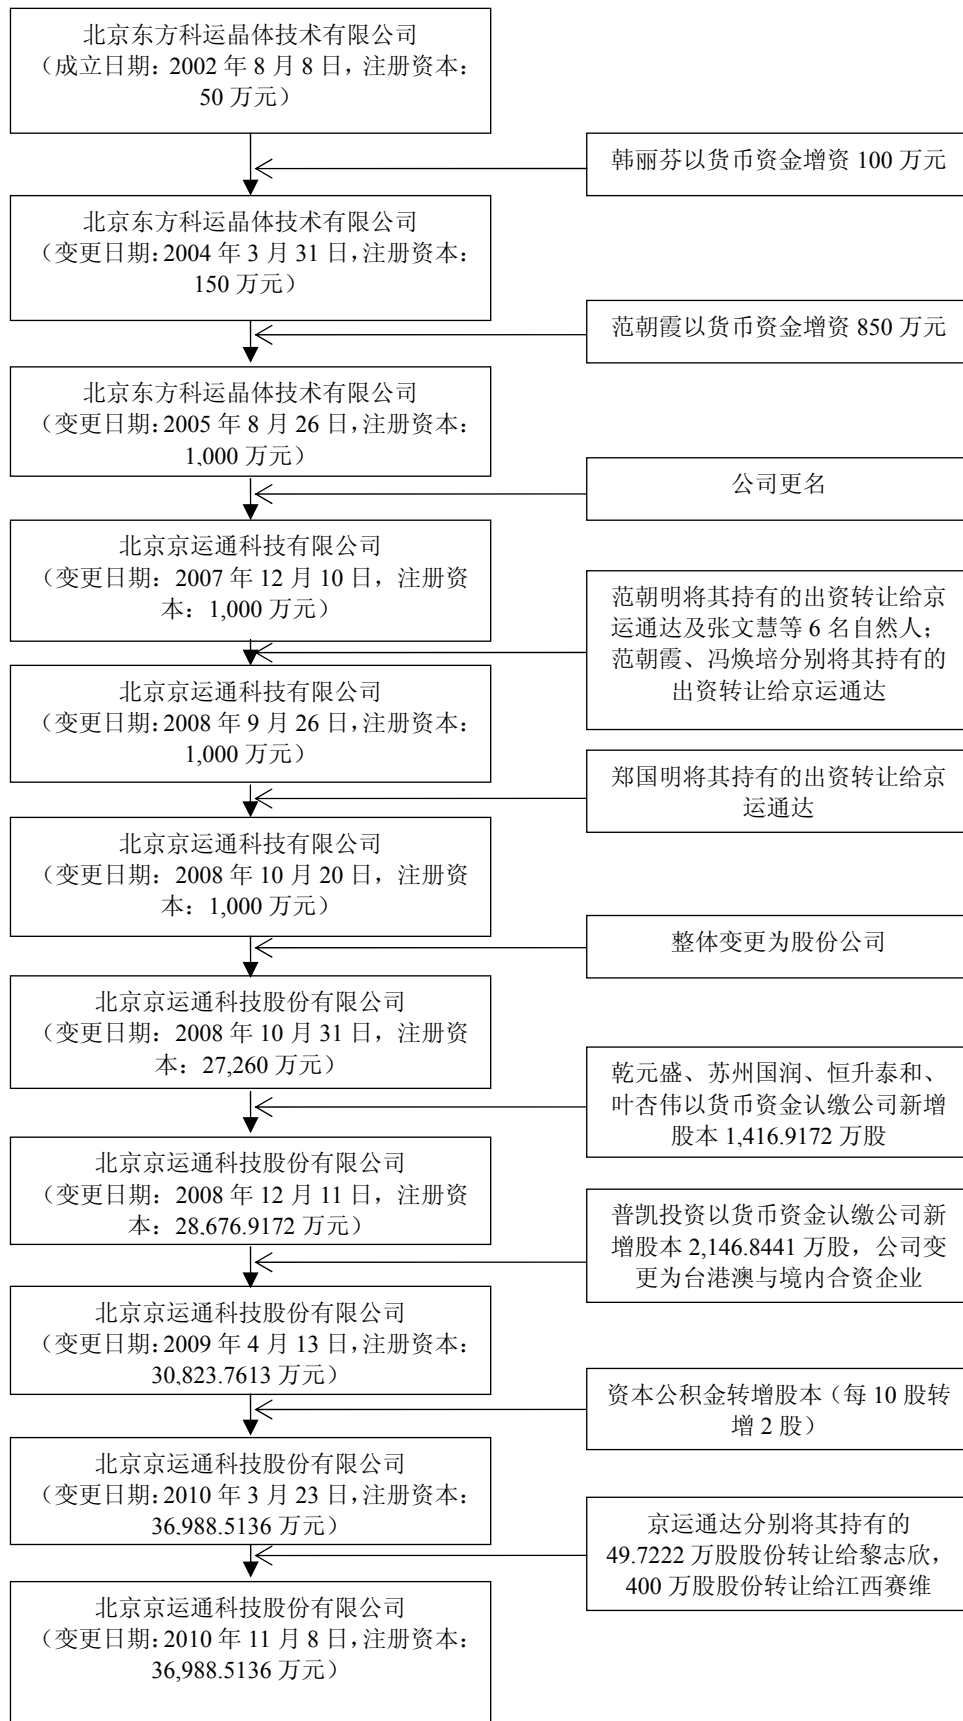 北京东方科运晶体技术有限公司
（成立日期：2002 年 8 月 8 日，注册资本：
50 万元）
韩丽芬以货币资金增资 100 万元
北京东方科运晶体技术有限公司
（变更日期：2004 年 3 月 31 日，注册资本：
150 万元）
范朝霞以货币资金增资 850 万元
北京东方科运晶体技术有限公司
（变更日期：2005 年 8 月 26 日，注册资本：
1,000 万元）
公司更名
北京京运通科技有限公司
（变更日期：2007 年 12 月 10 日，注册资
本：1,000 万元）
范朝明将其持有的出资转让给京
运通达及张文慧等 6 名自然人；
范朝霞、冯焕培分别将其持有的
出资转让给京运通达
北京京运通科技有限公司
（变更日期：2008 年 9 月 26 日，注册资本：
1,000 万元）
郑国明将其持有的出资转让给京
运通达
北京京运通科技有限公司
（变更日期：2008 年 10 月 20 日，注册资
本：1,000 万元）
整体变更为股份公司
北京京运通科技股份有限公司
（变更日期：2008 年 10 月 31 日，注册资
本：27,260 万元）
乾元盛、苏州国润、恒升泰和、
叶杏伟以货币资金认缴公司新增
股本 1,416.9172 万股
北京京运通科技股份有限公司
（变更日期：2008 年 12 月 11 日，注册资
本：28,676.9172 万元）
普凯投资以货币资金认缴公司新
增股本 2,146.8441 万股，公司变
更为台港澳与境内合资企业
北京京运通科技股份有限公司
（变更日期：2009 年 4 月 13 日，注册资本：
30,823.7613 万元）
资本公积金转增股本（每 10 股转
增 2 股）
北京京运通科技股份有限公司
（变更日期：2010 年 3 月 23 日，注册资本：
36,988.5136 万元）
京运通达分别将其持有的
49.7222 万股股份转让给黎志欣，
400 万股股份转让给江西赛维
北京京运通科技股份有限公司
（变更日期：2010 年 11 月 8 日，注册资本：
36,988.5136 万元）